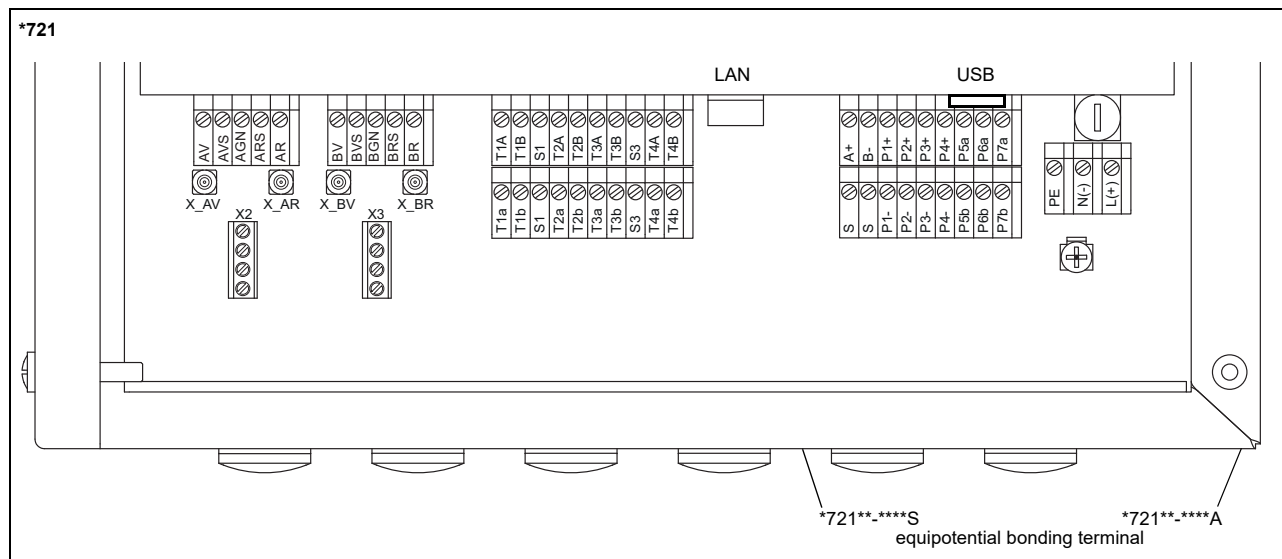 *721
LAN USB
AV AVS AGN ARS AR BV BVS BGN BRS BR T1A T1B S1 T2A T2B T3A T3B S3 T4A T4B A+ B- P1+ P2+ P3+ P4+ P5a P6a P7a
PE N(-) L(+)
X_AV X_AR X_BV X_BR
X2 X3
T1a T1b S1 T2a T2b T3a T3b S3 T4a T4b S S P1- P2- P3- P4- P5b P6b P7b
*721**-****S *721**-****A
equipotential bonding terminal